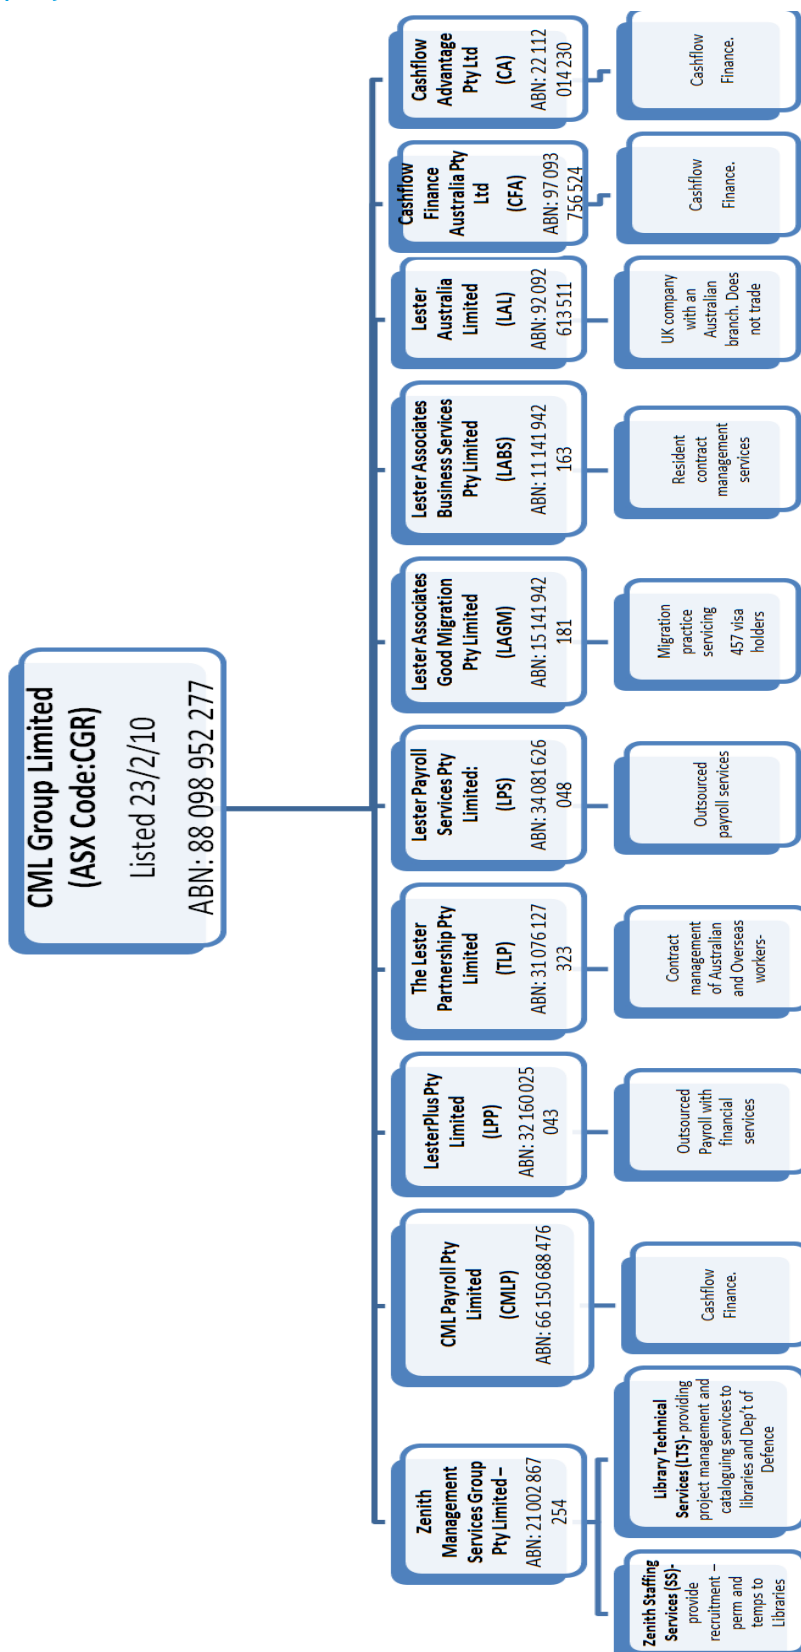 CML Group Limited
(ASX Code:CGR)
Listed 23/2/10
ABN: 88 098 952 277
Zenith
Management
Services Group
Pty Limited –
ABN: 21 002 867
254
CML Payroll Pty
Limited
(CMLP)
ABN: 66 150 688 476
LesterPlus Pty
Limited
(LPP)
ABN: 32 160 025
043
The Lester
Partnership Pty
Limited
(TLP)
ABN: 31 076 127
323
Lester Payroll
Services Pty
Limited:
(LPS)
ABN: 34 081 626
048
Lester Associates
Good Migration
Pty Limited
(LAGM)
ABN: 15 141 942
181
Lester Associates
Business Services
Pty Limited
(LABS)
ABN: 11 141 942
163
Lester
Australia
Limited
(LAL)
ABN: 92 092
613 511
Cashflow
Finance
Australia Pty
Ltd
(CFA)
ABN: 97 093
756 524
Cashflow
Advantage
Pty Ltd
(CA)
ABN: 22 112
014 230
Zenith Staffing
Services (SS)-
provide
recruitment –
perm and
temps to
Libraries
Library Technical
Services (LTS)- providing
project management and
cataloguing services to
libraries and Dep't of
Defence
Cashflow
Finance.
Outsourced
Payroll with
financial
services
Contract
management
of Australian
and Overseas
workers-
Outsourced
payroll services
Migration
practice
servicing
457 visa
holders
Resident
contract
management
services
UK company
with an
Australian
branch. Does
not trade
Cashflow
Finance.
Cashflow
Finance.